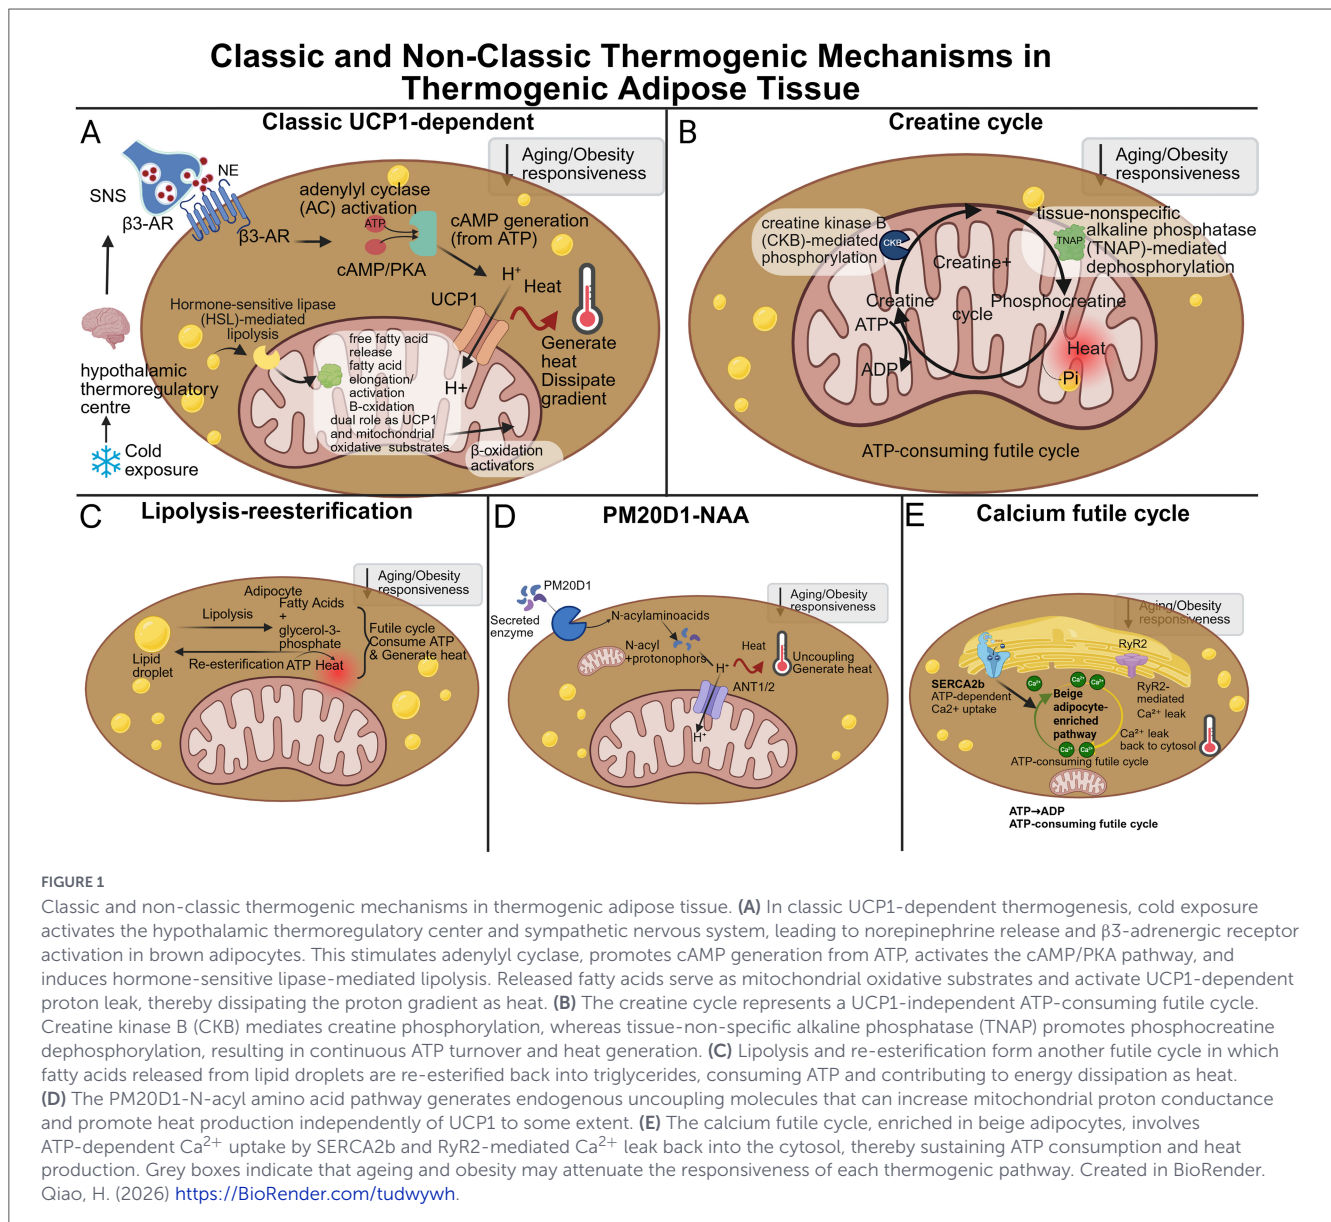 Classic and Non-Classic Thermogenic Mechanisms in
Thermogenic Adipose Tissue
A
Classic UCP1-dependent
Aging/Obesity
responsiveness
SNS
NE
β3-AR
β3-AR
adenylyl cyclase
(AC) activation
ATP
cAMP generation
(from ATP)
cAMP/PKA
H⁺
Heat
UCP1
Hormone-sensitive lipase
(HSL)-mediated
lipolysis
free fatty acid
release
fatty acid
elongation/
activation
B-cxidation
dual role as UCP1
and mitochondrial
oxidative substrates
H+
Generate
heat
Dissipate
gradient
β-oxidation
activators
hypothalamic
thermoregulatory
centre
Cold
exposure
B
Creatine cycle
Aging/Obesity
responsiveness
creatine kinase B
(CKB)-mediated
phosphorylation
CKB
tissue-nonspecific
alkaline phosphatase
(TNAP)-mediated
dephosphorylation
TNAP
Creatine+
Creatine
Phosphocreatine
cycle
ATP
ADP
Heat
Pi
ATP-consuming futile cycle
C
Lipolysis-reesterification
Aging/Obesity
responsiveness
Adipocyte
Lipolysis
Fatty Acids
+
glycerol-3-
phosphate
Futile cycle
Consume ATP
& Generate heat
Lipid
droplet
Re-esterification
ATP
Heat
D
PM20D1-NAA
Aging/Obesity
responsiveness
PM20D1
Secreted
enzyme
N-acylaminoacids
N-acyl
+protonophors
H⁺
Heat
Uncoupling
Generate heat
ANT1/2
H⁺
E
Calcium futile cycle
Aging/Obesity
responsiveness
RyR2
SERCA2b
ATP-dependent
Ca2+ uptake
Ca²⁺
Ca²⁺
Ca²⁺
Beige
adipocyte-
enriched
pathway
RyR2-
mediated
Ca²⁺ leak
Ca²⁺ leak
back to cytosol
Ca²⁺
Ca²⁺
ATP-consuming futile cycle
ATP→ADP
ATP-consuming futile cycle
FIGURE 1
Classic and non-classic thermogenic mechanisms in thermogenic adipose tissue. (A) In classic UCP1-dependent thermogenesis, cold exposure
activates the hypothalamic thermoregulatory center and sympathetic nervous system, leading to norepinephrine release and β3-adrenergic receptor
activation in brown adipocytes. This stimulates adenylyl cyclase, promotes cAMP generation from ATP, activates the cAMP/PKA pathway, and
induces hormone-sensitive lipase-mediated lipolysis. Released fatty acids serve as mitochondrial oxidative substrates and activate UCP1-dependent
proton leak, thereby dissipating the proton gradient as heat. (B) The creatine cycle represents a UCP1-independent ATP-consuming futile cycle.
Creatine kinase B (CKB) mediates creatine phosphorylation, whereas tissue-non-specific alkaline phosphatase (TNAP) promotes phosphocreatine
dephosphorylation, resulting in continuous ATP turnover and heat generation. (C) Lipolysis and re-esterification form another futile cycle in which
fatty acids released from lipid droplets are re-esterified back into triglycerides, consuming ATP and contributing to energy dissipation as heat.
(D) The PM20D1-N-acyl amino acid pathway generates endogenous uncoupling molecules that can increase mitochondrial proton conductance
and promote heat production independently of UCP1 to some extent. (E) The calcium futile cycle, enriched in beige adipocytes, involves
ATP-dependent Ca²⁺ uptake by SERCA2b and RyR2-mediated Ca²⁺ leak back into the cytosol, thereby sustaining ATP consumption and heat
production. Grey boxes indicate that ageing and obesity may attenuate the responsiveness of each thermogenic pathway. Created in BioRender.
Qiao, H. (2026) https://BioRender.com/tudwywh.